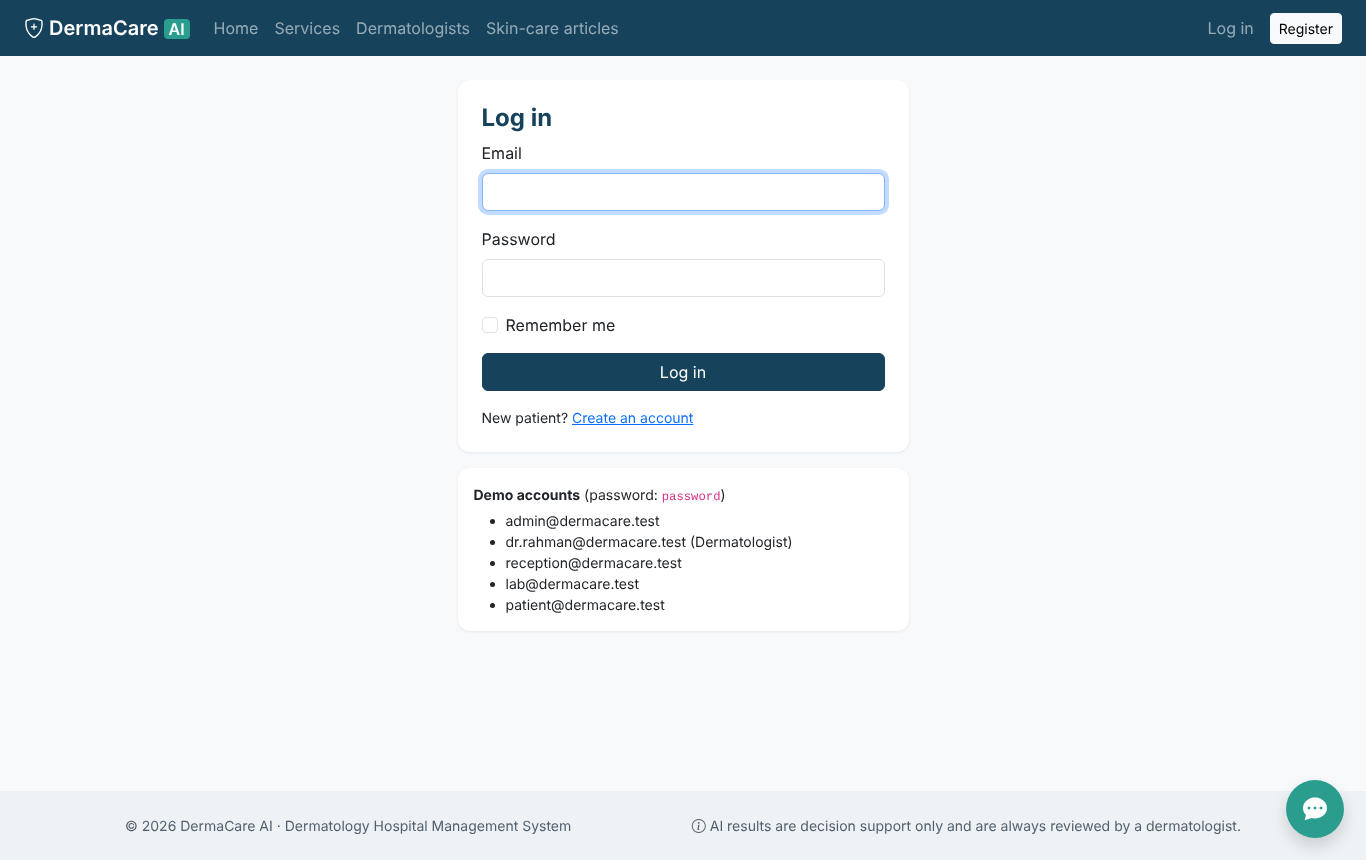 DermaCare AI Home Services Dermatologists Skin-care articles Log in Register
Log in
Email
Password
Remember me
Log in
New patient? Create an account
Demo accounts (password: password)
admin@dermacare.test
dr.rahman@dermacare.test (Dermatologist)
reception@dermacare.test
lab@dermacare.test
patient@dermacare.test
© 2026 DermaCare AI · Dermatology Hospital Management System
AI results are decision support only and are always reviewed by a dermatologist.